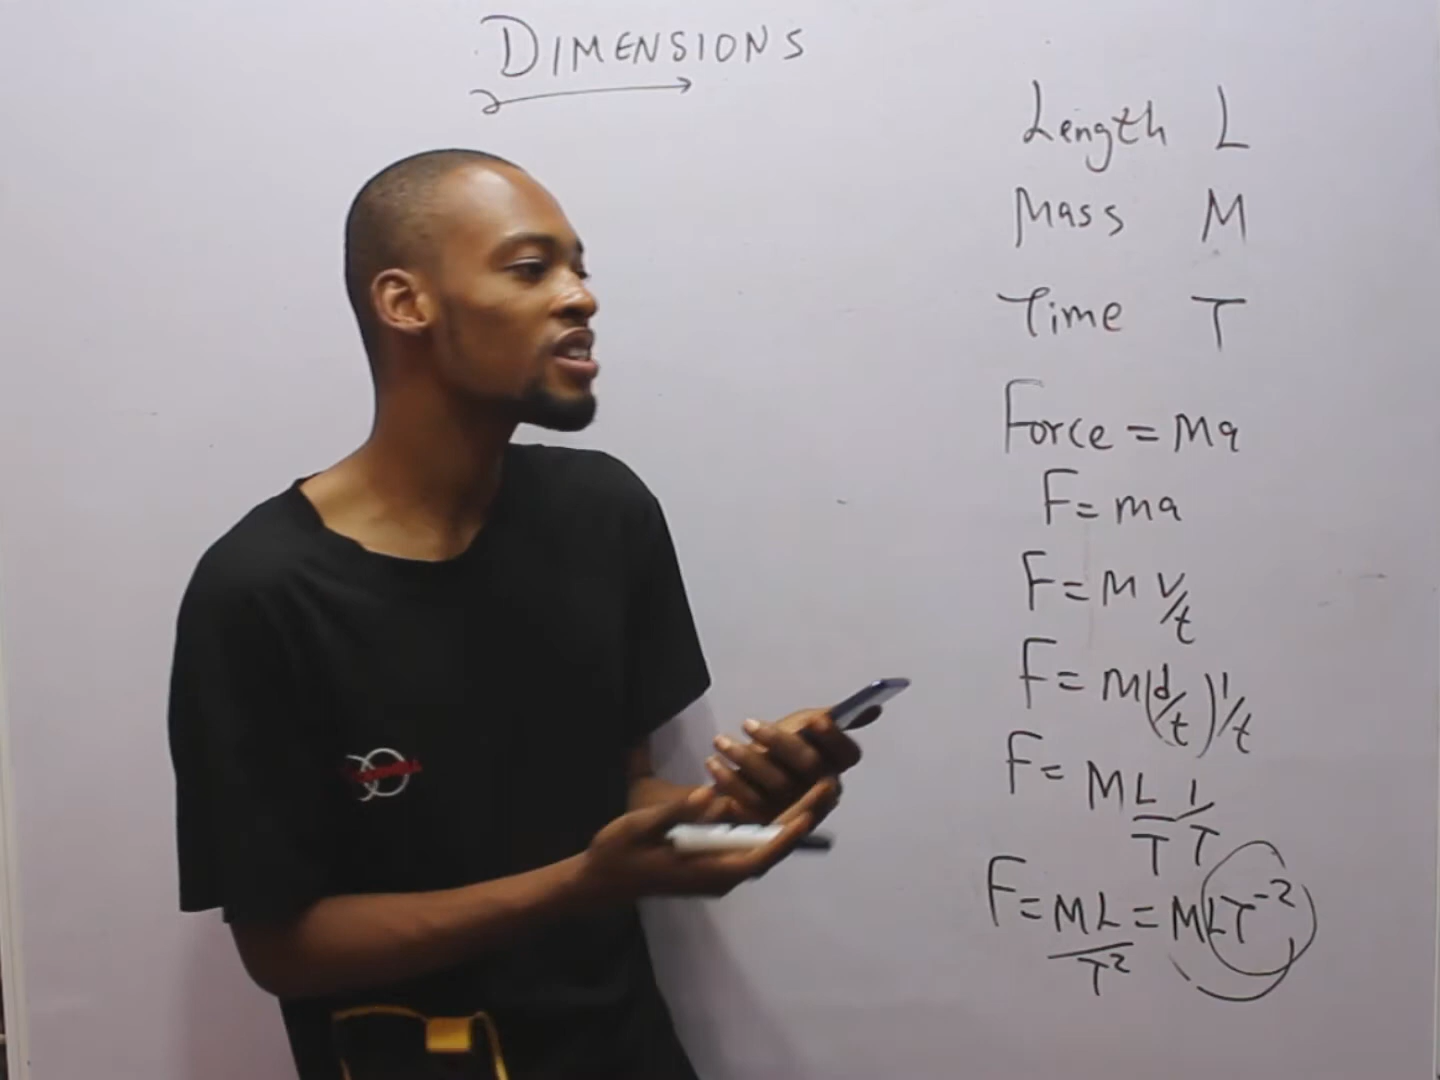 DIMENSIONS
Length L
Mass M
Time T
Force = Ma
F = ma
F = M V/t
F = M(d/t) 1/t
F = M L/T 1/T
F = ML/T² = MLT⁻²